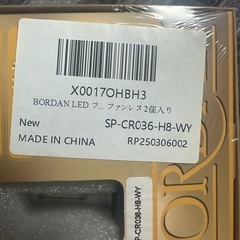 X0017OHBH3
BORDAN LED フ... ファンレス2個入り
New
SP-CR036-H8-WY
MADE IN CHINA
RP250306002
SP-CR036-H8-WY